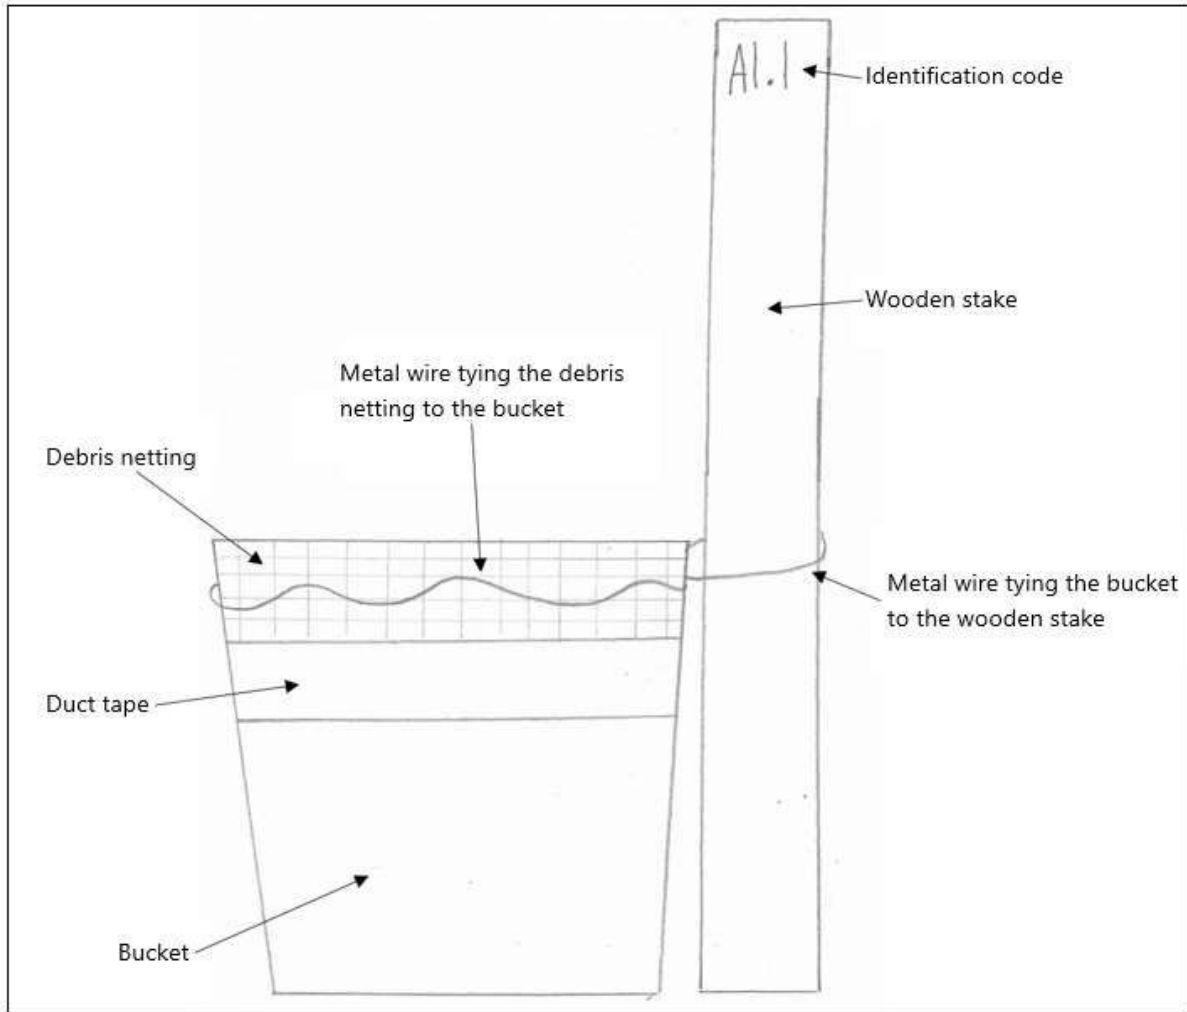 A1.1
Identification code
Wooden stake
Metal wire tying the debris
netting to the bucket
Debris netting
Metal wire tying the bucket
to the wooden stake
Duct tape
Bucket